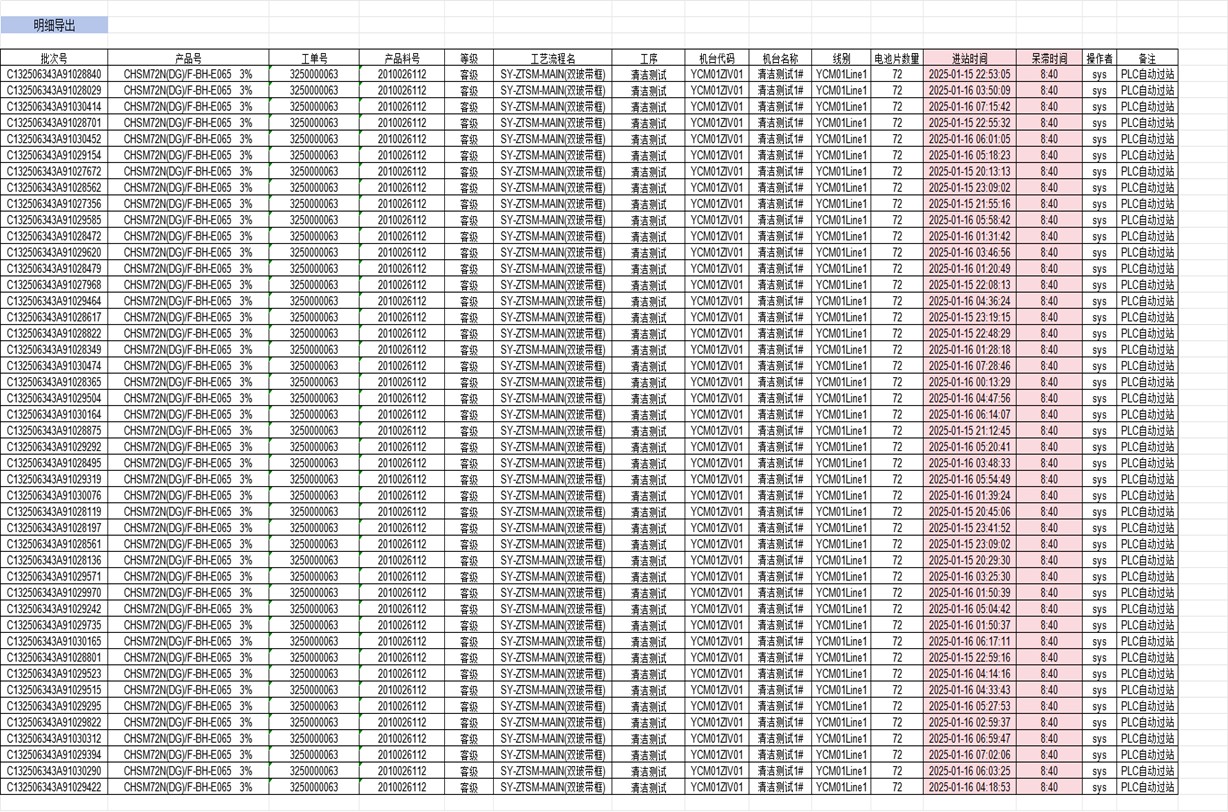 明细导出
批次号 产品号 工单号 产品料号 等级 工艺流程名 工序 机台代码 机台名称 线别 电池片数量 进站时间 呆滞时间 操作者 备注
C132506343A91028840 CHSM72N(DG)/F-BH-E065 3% 3250000063 2010026112 客级 SY-ZTSM-MAIN(双玻带框) 清洁测试 YCM01ZIV01 清洁测试1# YCM01Line1 72 2025-01-15 22:53:05 8:40 sys PLC自动过站
C132506343A91028029 CHSM72N(DG)/F-BH-E065 3% 3250000063 2010026112 客级 SY-ZTSM-MAIN(双玻带框) 清洁测试 YCM01ZIV01 清洁测试1# YCM01Line1 72 2025-01-16 03:50:09 8:40 sys PLC自动过站
C132506343A91030414 CHSM72N(DG)/F-BH-E065 3% 3250000063 2010026112 客级 SY-ZTSM-MAIN(双玻带框) 清洁测试 YCM01ZIV01 清洁测试1# YCM01Line1 72 2025-01-16 07:15:42 8:40 sys PLC自动过站
C132506343A91028701 CHSM72N(DG)/F-BH-E065 3% 3250000063 2010026112 客级 SY-ZTSM-MAIN(双玻带框) 清洁测试 YCM01ZIV01 清洁测试1# YCM01Line1 72 2025-01-15 22:55:32 8:40 sys PLC自动过站
C132506343A91030452 CHSM72N(DG)/F-BH-E065 3% 3250000063 2010026112 客级 SY-ZTSM-MAIN(双玻带框) 清洁测试 YCM01ZIV01 清洁测试1# YCM01Line1 72 2025-01-16 06:01:05 8:40 sys PLC自动过站
C132506343A91029154 CHSM72N(DG)/F-BH-E065 3% 3250000063 2010026112 客级 SY-ZTSM-MAIN(双玻带框) 清洁测试 YCM01ZIV01 清洁测试1# YCM01Line1 72 2025-01-16 05:18:23 8:40 sys PLC自动过站
C132506343A91027672 CHSM72N(DG)/F-BH-E065 3% 3250000063 2010026112 客级 SY-ZTSM-MAIN(双玻带框) 清洁测试 YCM01ZIV01 清洁测试1# YCM01Line1 72 2025-01-15 20:13:13 8:40 sys PLC自动过站
C132506343A91028562 CHSM72N(DG)/F-BH-E065 3% 3250000063 2010026112 客级 SY-ZTSM-MAIN(双玻带框) 清洁测试 YCM01ZIV01 清洁测试1# YCM01Line1 72 2025-01-15 23:09:02 8:40 sys PLC自动过站
C132506343A91027356 CHSM72N(DG)/F-BH-E065 3% 3250000063 2010026112 客级 SY-ZTSM-MAIN(双玻带框) 清洁测试 YCM01ZIV01 清洁测试1# YCM01Line1 72 2025-01-15 21:55:16 8:40 sys PLC自动过站
C132506343A91029585 CHSM72N(DG)/F-BH-E065 3% 3250000063 2010026112 客级 SY-ZTSM-MAIN(双玻带框) 清洁测试 YCM01ZIV01 清洁测试1# YCM01Line1 72 2025-01-16 05:58:42 8:40 sys PLC自动过站
C132506343A91028472 CHSM72N(DG)/F-BH-E065 3% 3250000063 2010026112 客级 SY-ZTSM-MAIN(双玻带框) 清洁测试 YCM01ZIV01 清洁测试1# YCM01Line1 72 2025-01-16 01:31:42 8:40 sys PLC自动过站
C132506343A91029620 CHSM72N(DG)/F-BH-E065 3% 3250000063 2010026112 客级 SY-ZTSM-MAIN(双玻带框) 清洁测试 YCM01ZIV01 清洁测试1# YCM01Line1 72 2025-01-16 03:46:56 8:40 sys PLC自动过站
C132506343A91028479 CHSM72N(DG)/F-BH-E065 3% 3250000063 2010026112 客级 SY-ZTSM-MAIN(双玻带框) 清洁测试 YCM01ZIV01 清洁测试1# YCM01Line1 72 2025-01-16 01:20:49 8:40 sys PLC自动过站
C132506343A91027968 CHSM72N(DG)/F-BH-E065 3% 3250000063 2010026112 客级 SY-ZTSM-MAIN(双玻带框) 清洁测试 YCM01ZIV01 清洁测试1# YCM01Line1 72 2025-01-15 22:08:13 8:40 sys PLC自动过站
C132506343A91029464 CHSM72N(DG)/F-BH-E065 3% 3250000063 2010026112 客级 SY-ZTSM-MAIN(双玻带框) 清洁测试 YCM01ZIV01 清洁测试1# YCM01Line1 72 2025-01-16 04:36:24 8:40 sys PLC自动过站
C132506343A91028617 CHSM72N(DG)/F-BH-E065 3% 3250000063 2010026112 客级 SY-ZTSM-MAIN(双玻带框) 清洁测试 YCM01ZIV01 清洁测试1# YCM01Line1 72 2025-01-15 23:19:15 8:40 sys PLC自动过站
C132506343A91028822 CHSM72N(DG)/F-BH-E065 3% 3250000063 2010026112 客级 SY-ZTSM-MAIN(双玻带框) 清洁测试 YCM01ZIV01 清洁测试1# YCM01Line1 72 2025-01-15 22:48:29 8:40 sys PLC自动过站
C132506343A91028349 CHSM72N(DG)/F-BH-E065 3% 3250000063 2010026112 客级 SY-ZTSM-MAIN(双玻带框) 清洁测试 YCM01ZIV01 清洁测试1# YCM01Line1 72 2025-01-16 01:28:18 8:40 sys PLC自动过站
C132506343A91030474 CHSM72N(DG)/F-BH-E065 3% 3250000063 2010026112 客级 SY-ZTSM-MAIN(双玻带框) 清洁测试 YCM01ZIV01 清洁测试1# YCM01Line1 72 2025-01-16 07:28:46 8:40 sys PLC自动过站
C132506343A91028365 CHSM72N(DG)/F-BH-E065 3% 3250000063 2010026112 客级 SY-ZTSM-MAIN(双玻带框) 清洁测试 YCM01ZIV01 清洁测试1# YCM01Line1 72 2025-01-16 00:13:29 8:40 sys PLC自动过站
C132506343A91029504 CHSM72N(DG)/F-BH-E065 3% 3250000063 2010026112 客级 SY-ZTSM-MAIN(双玻带框) 清洁测试 YCM01ZIV01 清洁测试1# YCM01Line1 72 2025-01-16 04:47:56 8:40 sys PLC自动过站
C132506343A91030164 CHSM72N(DG)/F-BH-E065 3% 3250000063 2010026112 客级 SY-ZTSM-MAIN(双玻带框) 清洁测试 YCM01ZIV01 清洁测试1# YCM01Line1 72 2025-01-16 06:14:07 8:40 sys PLC自动过站
C132506343A91028875 CHSM72N(DG)/F-BH-E065 3% 3250000063 2010026112 客级 SY-ZTSM-MAIN(双玻带框) 清洁测试 YCM01ZIV01 清洁测试1# YCM01Line1 72 2025-01-15 21:12:45 8:40 sys PLC自动过站
C132506343A91029292 CHSM72N(DG)/F-BH-E065 3% 3250000063 2010026112 客级 SY-ZTSM-MAIN(双玻带框) 清洁测试 YCM01ZIV01 清洁测试1# YCM01Line1 72 2025-01-16 05:20:41 8:40 sys PLC自动过站
C132506343A91028495 CHSM72N(DG)/F-BH-E065 3% 3250000063 2010026112 客级 SY-ZTSM-MAIN(双玻带框) 清洁测试 YCM01ZIV01 清洁测试1# YCM01Line1 72 2025-01-16 03:48:33 8:40 sys PLC自动过站
C132506343A91029319 CHSM72N(DG)/F-BH-E065 3% 3250000063 2010026112 客级 SY-ZTSM-MAIN(双玻带框) 清洁测试 YCM01ZIV01 清洁测试1# YCM01Line1 72 2025-01-16 05:54:49 8:40 sys PLC自动过站
C132506343A91030076 CHSM72N(DG)/F-BH-E065 3% 3250000063 2010026112 客级 SY-ZTSM-MAIN(双玻带框) 清洁测试 YCM01ZIV01 清洁测试1# YCM01Line1 72 2025-01-16 01:39:24 8:40 sys PLC自动过站
C132506343A91028119 CHSM72N(DG)/F-BH-E065 3% 3250000063 2010026112 客级 SY-ZTSM-MAIN(双玻带框) 清洁测试 YCM01ZIV01 清洁测试1# YCM01Line1 72 2025-01-15 20:45:06 8:40 sys PLC自动过站
C132506343A91028197 CHSM72N(DG)/F-BH-E065 3% 3250000063 2010026112 客级 SY-ZTSM-MAIN(双玻带框) 清洁测试 YCM01ZIV01 清洁测试1# YCM01Line1 72 2025-01-15 23:41:52 8:40 sys PLC自动过站
C132506343A91028561 CHSM72N(DG)/F-BH-E065 3% 3250000063 2010026112 客级 SY-ZTSM-MAIN(双玻带框) 清洁测试 YCM01ZIV01 清洁测试1# YCM01Line1 72 2025-01-15 23:09:02 8:40 sys PLC自动过站
C132506343A91028136 CHSM72N(DG)/F-BH-E065 3% 3250000063 2010026112 客级 SY-ZTSM-MAIN(双玻带框) 清洁测试 YCM01ZIV01 清洁测试1# YCM01Line1 72 2025-01-15 20:29:30 8:40 sys PLC自动过站
C132506343A91029571 CHSM72N(DG)/F-BH-E065 3% 3250000063 2010026112 客级 SY-ZTSM-MAIN(双玻带框) 清洁测试 YCM01ZIV01 清洁测试1# YCM01Line1 72 2025-01-16 03:25:30 8:40 sys PLC自动过站
C132506343A91029970 CHSM72N(DG)/F-BH-E065 3% 3250000063 2010026112 客级 SY-ZTSM-MAIN(双玻带框) 清洁测试 YCM01ZIV01 清洁测试1# YCM01Line1 72 2025-01-16 01:50:39 8:40 sys PLC自动过站
C132506343A91029242 CHSM72N(DG)/F-BH-E065 3% 3250000063 2010026112 客级 SY-ZTSM-MAIN(双玻带框) 清洁测试 YCM01ZIV01 清洁测试1# YCM01Line1 72 2025-01-16 05:04:42 8:40 sys PLC自动过站
C132506343A91029735 CHSM72N(DG)/F-BH-E065 3% 3250000063 2010026112 客级 SY-ZTSM-MAIN(双玻带框) 清洁测试 YCM01ZIV01 清洁测试1# YCM01Line1 72 2025-01-16 01:50:37 8:40 sys PLC自动过站
C132506343A91030165 CHSM72N(DG)/F-BH-E065 3% 3250000063 2010026112 客级 SY-ZTSM-MAIN(双玻带框) 清洁测试 YCM01ZIV01 清洁测试1# YCM01Line1 72 2025-01-16 06:17:11 8:40 sys PLC自动过站
C132506343A91028801 CHSM72N(DG)/F-BH-E065 3% 3250000063 2010026112 客级 SY-ZTSM-MAIN(双玻带框) 清洁测试 YCM01ZIV01 清洁测试1# YCM01Line1 72 2025-01-15 22:59:16 8:40 sys PLC自动过站
C132506343A91029523 CHSM72N(DG)/F-BH-E065 3% 3250000063 2010026112 客级 SY-ZTSM-MAIN(双玻带框) 清洁测试 YCM01ZIV01 清洁测试1# YCM01Line1 72 2025-01-16 04:14:16 8:40 sys PLC自动过站
C132506343A91029515 CHSM72N(DG)/F-BH-E065 3% 3250000063 2010026112 客级 SY-ZTSM-MAIN(双玻带框) 清洁测试 YCM01ZIV01 清洁测试1# YCM01Line1 72 2025-01-16 04:33:43 8:40 sys PLC自动过站
C132506343A91029295 CHSM72N(DG)/F-BH-E065 3% 3250000063 2010026112 客级 SY-ZTSM-MAIN(双玻带框) 清洁测试 YCM01ZIV01 清洁测试1# YCM01Line1 72 2025-01-16 05:27:53 8:40 sys PLC自动过站
C132506343A91029822 CHSM72N(DG)/F-BH-E065 3% 3250000063 2010026112 客级 SY-ZTSM-MAIN(双玻带框) 清洁测试 YCM01ZIV01 清洁测试1# YCM01Line1 72 2025-01-16 02:59:37 8:40 sys PLC自动过站
C132506343A91030312 CHSM72N(DG)/F-BH-E065 3% 3250000063 2010026112 客级 SY-ZTSM-MAIN(双玻带框) 清洁测试 YCM01ZIV01 清洁测试1# YCM01Line1 72 2025-01-16 06:59:47 8:40 sys PLC自动过站
C132506343A91029394 CHSM72N(DG)/F-BH-E065 3% 3250000063 2010026112 客级 SY-ZTSM-MAIN(双玻带框) 清洁测试 YCM01ZIV01 清洁测试1# YCM01Line1 72 2025-01-16 07:02:06 8:40 sys PLC自动过站
C132506343A91030290 CHSM72N(DG)/F-BH-E065 3% 3250000063 2010026112 客级 SY-ZTSM-MAIN(双玻带框) 清洁测试 YCM01ZIV01 清洁测试1# YCM01Line1 72 2025-01-16 06:03:25 8:40 sys PLC自动过站
C132506343A91029422 CHSM72N(DG)/F-BH-E065 3% 3250000063 2010026112 客级 SY-ZTSM-MAIN(双玻带框) 清洁测试 YCM01ZIV01 清洁测试1# YCM01Line1 72 2025-01-16 04:18:53 8:40 sys PLC自动过站